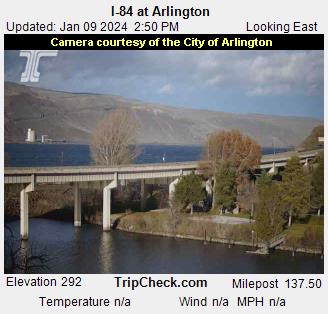 I-84 at Arlington
Updated: Jan 09 2024 2:50 PM Looking East
Camera courtesy of the City of Arlington
Elevation 292 TripCheck.com Milepost 137.50
Temperature n/a Wind n/a MPH n/a